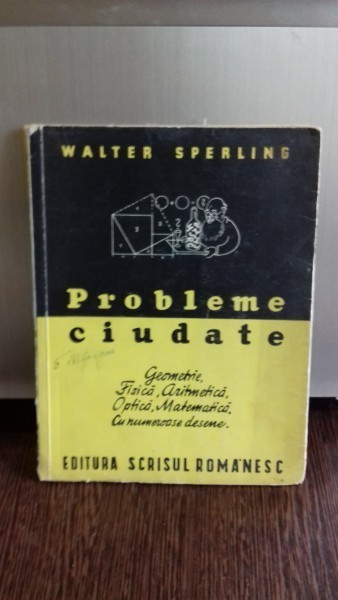 WALTER SPERLING
Probleme
ciudate
Geometrie,
Fizică, Aritmetică,
Optică, Matematică,
Cu numeroase desene.
EDITURA SCRISUL ROMÂNESC